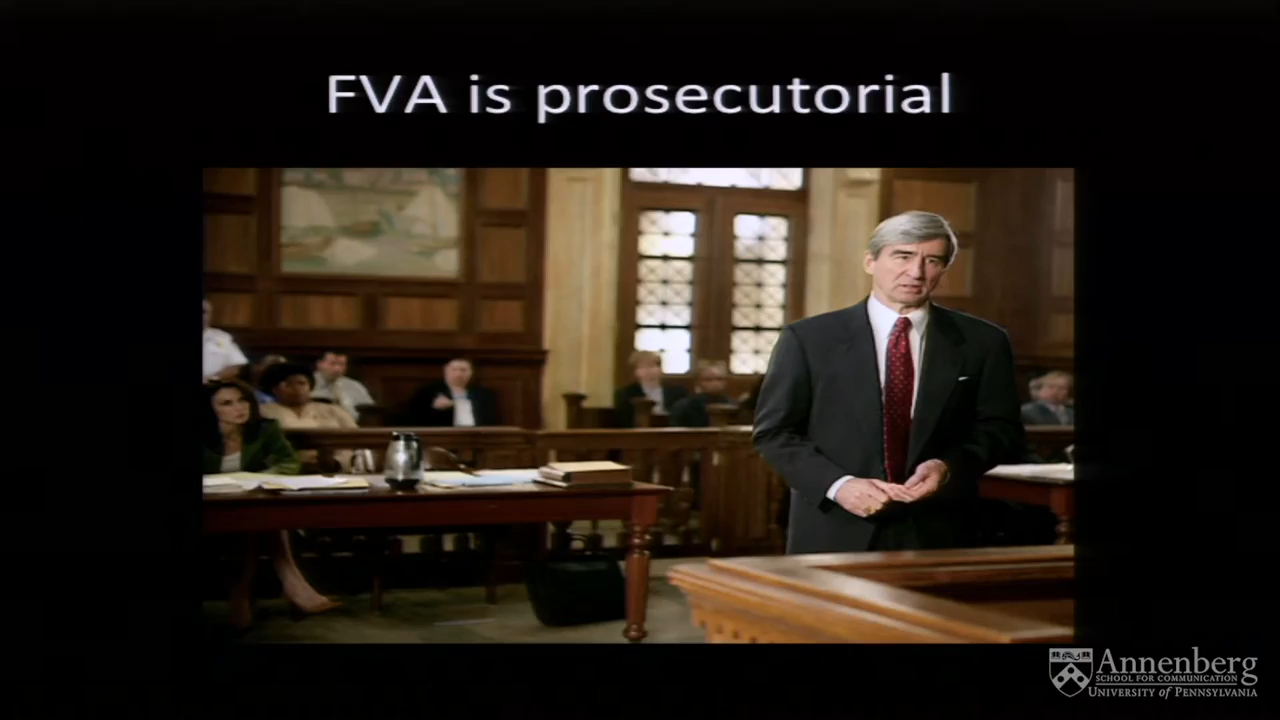 FVA is prosecutorial
Annenberg
SCHOOL FOR COMMUNICATION
UNIVERSITY of PENNSYLVANIA